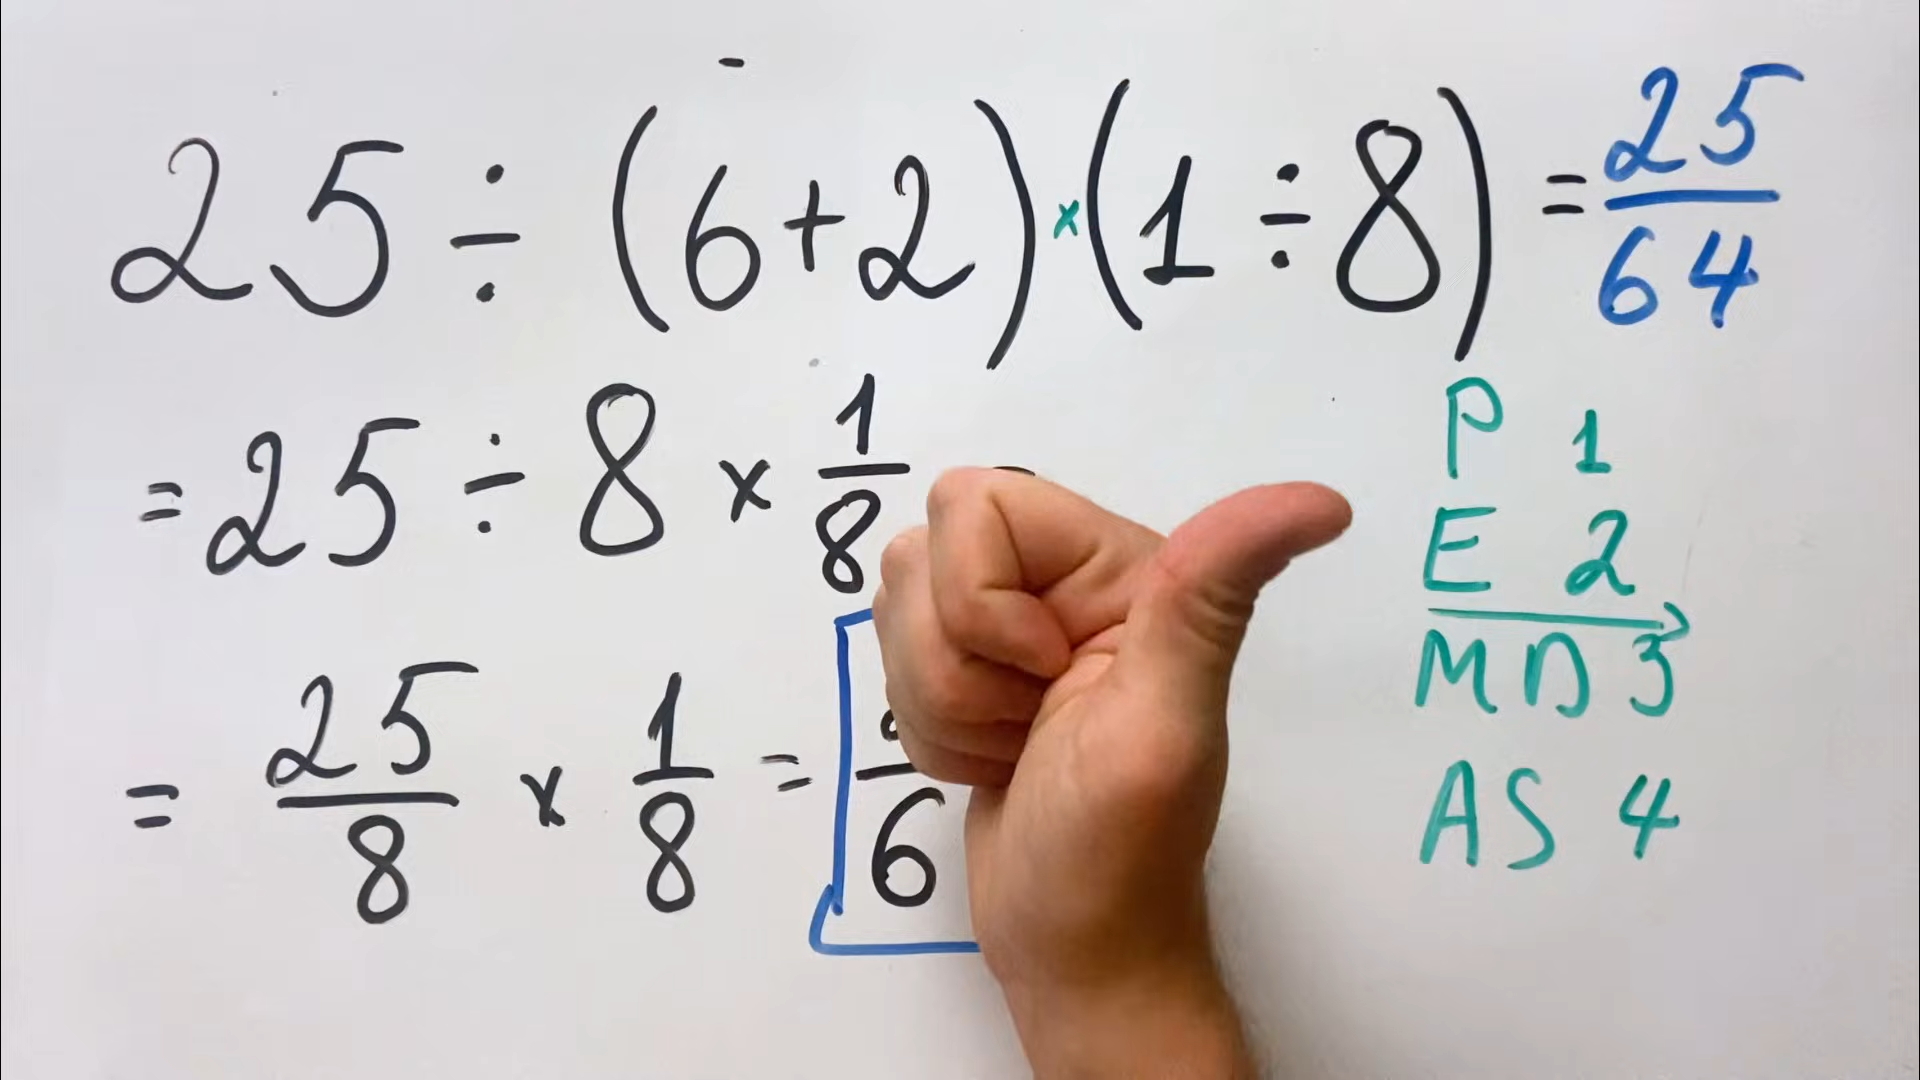 25 ÷ (6+2)×(1÷8) = 25/64
= 25 ÷ 8 × 1/8
= 25/8 × 1/8 =
P 1
E 2
MD 3
AS 4